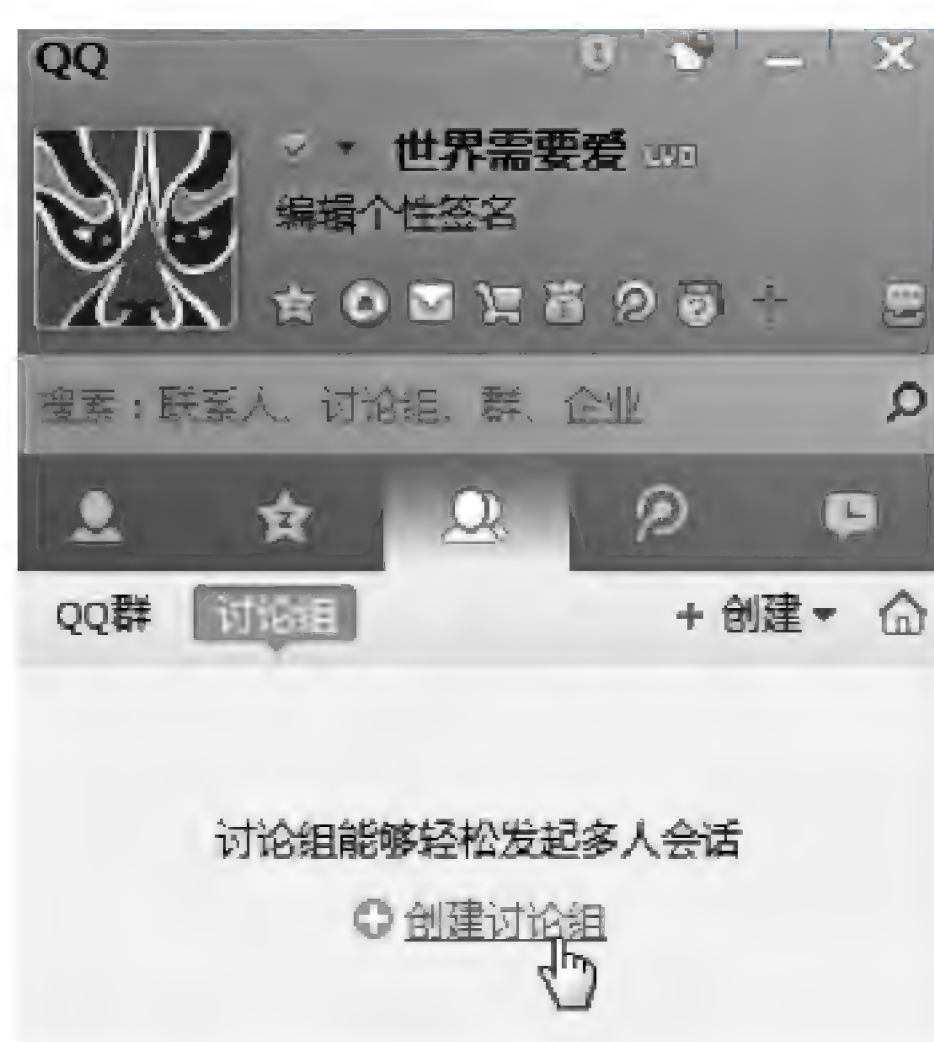 QQ
世界需要爱 LV0
编辑个性签名
搜索：联系人、讨论组、群、企业
QQ群 讨论组 + 创建
讨论组能够轻松发起多人会话
创建讨论组